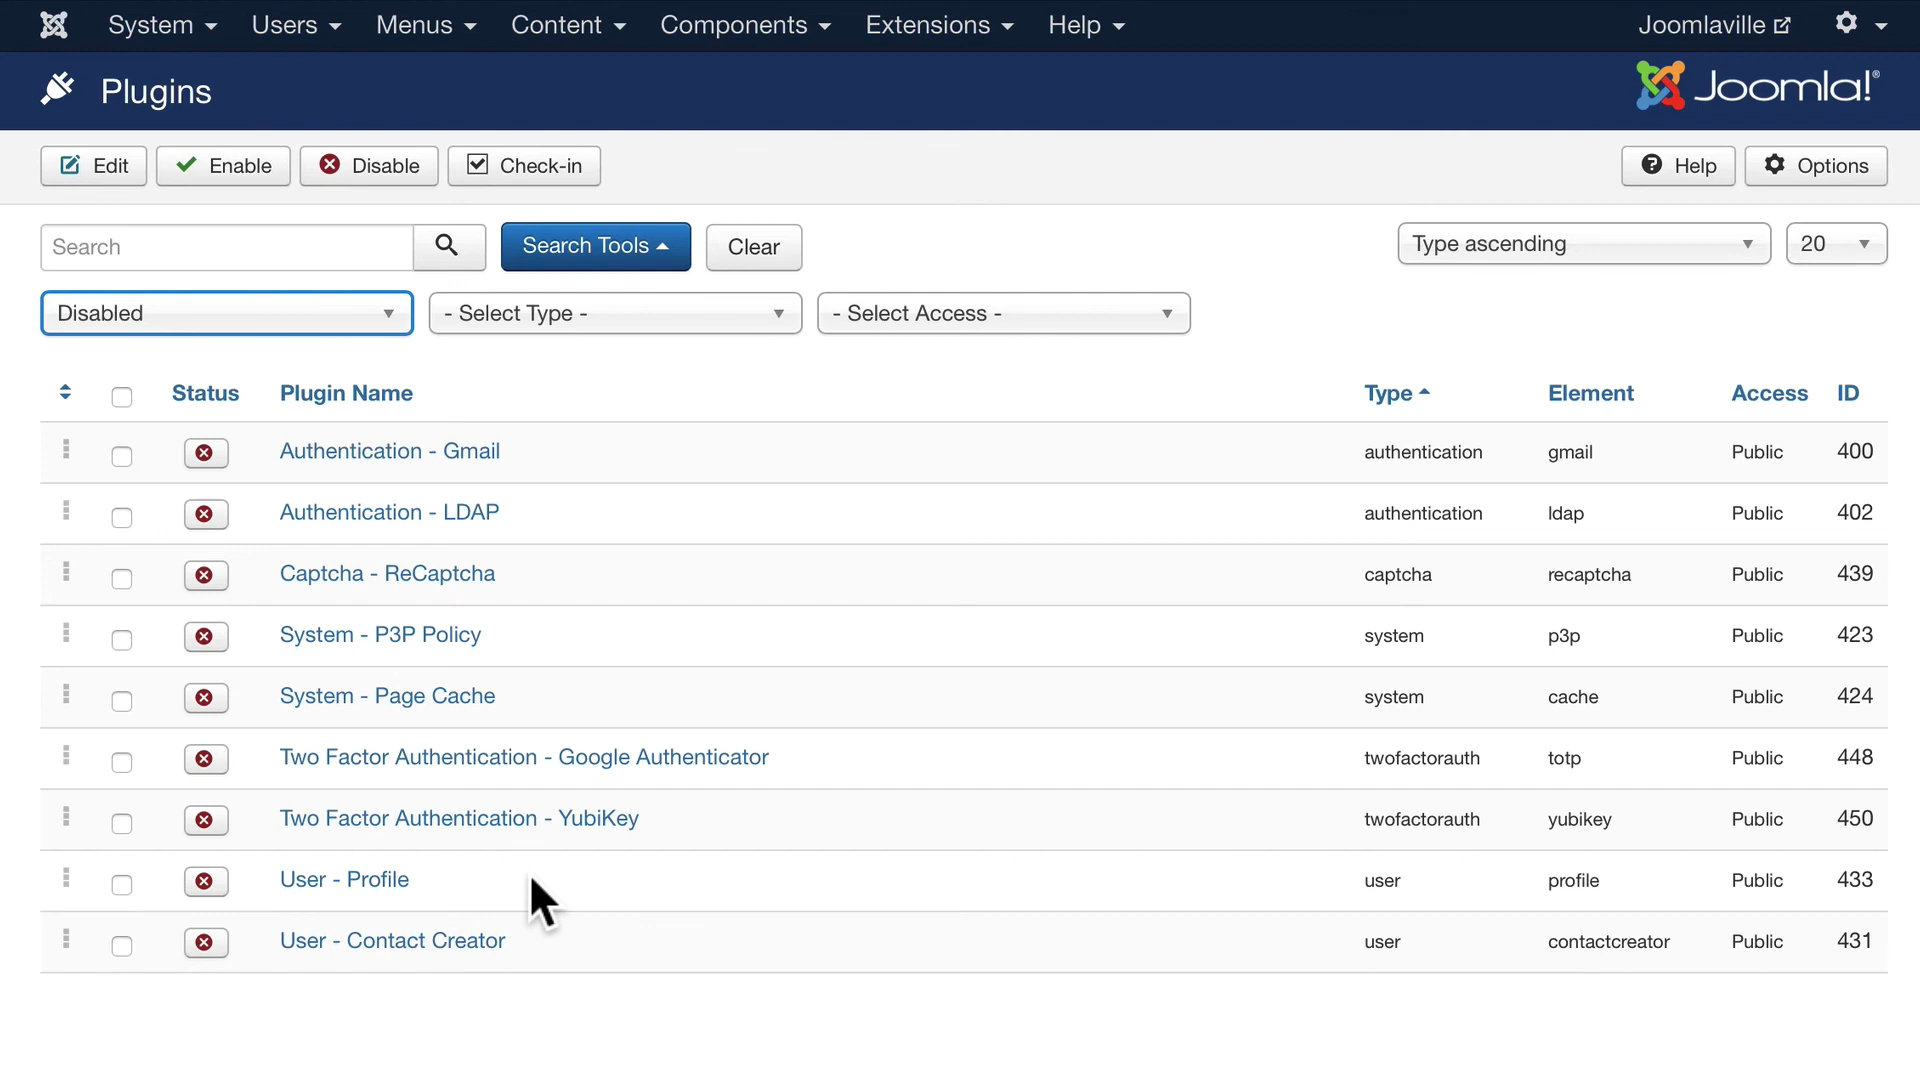 System Users Menus Content Components Extensions Help Joomlaville
Plugins Joomla!®
Edit Enable Disable Check-in Help Options
Search Search Tools Clear Type ascending 20
Disabled - Select Type - - Select Access -
Status Plugin Name Type Element Access ID
Authentication - Gmail authentication gmail Public 400
Authentication - LDAP authentication ldap Public 402
Captcha - ReCaptcha captcha recaptcha Public 439
System - P3P Policy system p3p Public 423
System - Page Cache system cache Public 424
Two Factor Authentication - Google Authenticator twofactorauth totp Public 448
Two Factor Authentication - YubiKey twofactorauth yubikey Public 450
User - Profile user profile Public 433
User - Contact Creator user contactcreator Public 431